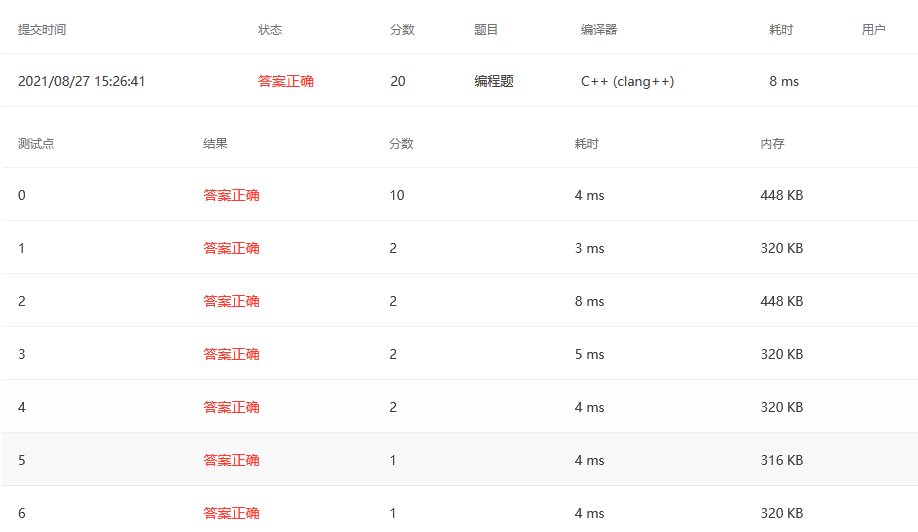 提交时间 状态 分数 题目 编译器 耗时 用户
2021/08/27 15:26:41 答案正确 20 编程题 C++ (clang++) 8 ms
测试点 结果 分数 耗时 内存
0 答案正确 10 4 ms 448 KB
1 答案正确 2 3 ms 320 KB
2 答案正确 2 8 ms 448 KB
3 答案正确 2 5 ms 320 KB
4 答案正确 2 4 ms 320 KB
5 答案正确 1 4 ms 316 KB
6 答案正确 1 4 ms 320 KB